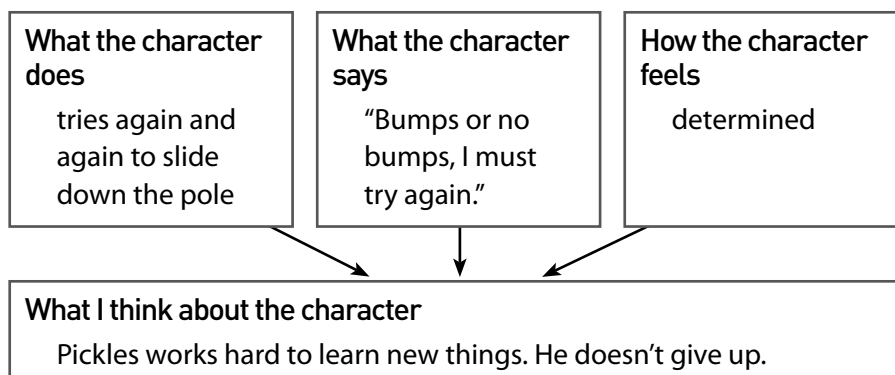 What the character
does
tries again and
again to slide
down the pole
What the character
says
“Bumps or no
bumps, I must
try again.”
How the character
feels
determined
What I think about the character
Pickles works hard to learn new things. He doesn’t give up.